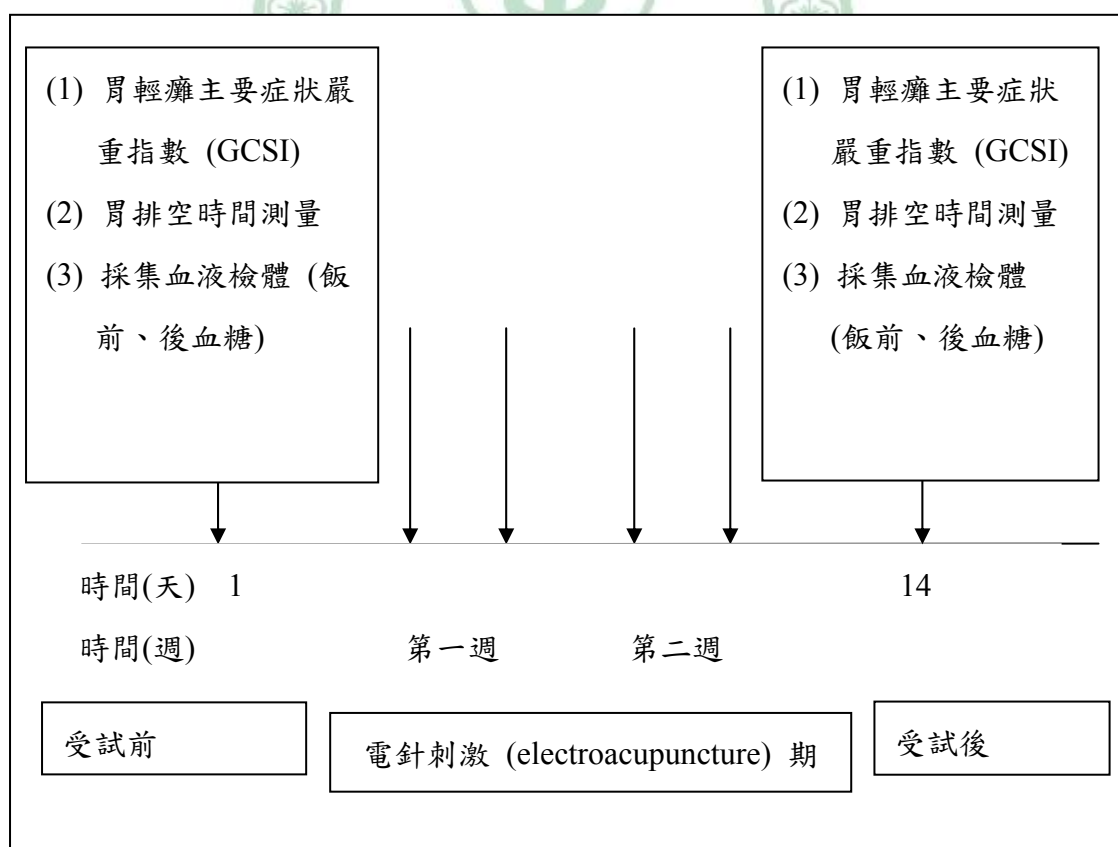 (1) 胃輕癱主要症狀嚴
重指數 (GCSI)
(2) 胃排空時間測量
(3) 採集血液檢體 (飯
前、後血糖)
(1) 胃輕癱主要症狀
嚴重指數 (GCSI)
(2) 胃排空時間測量
(3) 採集血液檢體
(飯前、後血糖)
時間(天) 1 14
時間(週) 第一週 第二週
受試前
電針刺激 (electroacupuncture) 期
受試後